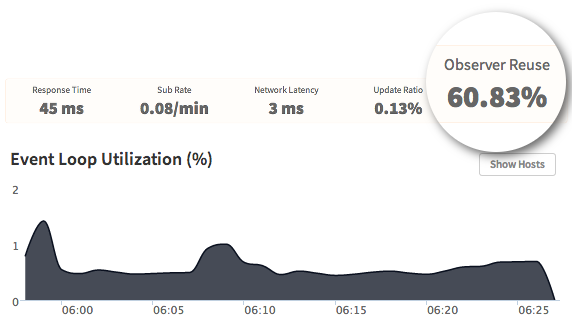 Response Time
45 ms
Sub Rate
0.08/min
Network Latency
3 ms
Update Ratio
0.13%
Observer Reuse
60.83%
Event Loop Utilization (%)
Show Hosts
2
1
0
06:00
06:05
06:10
06:15
06:20
06:25